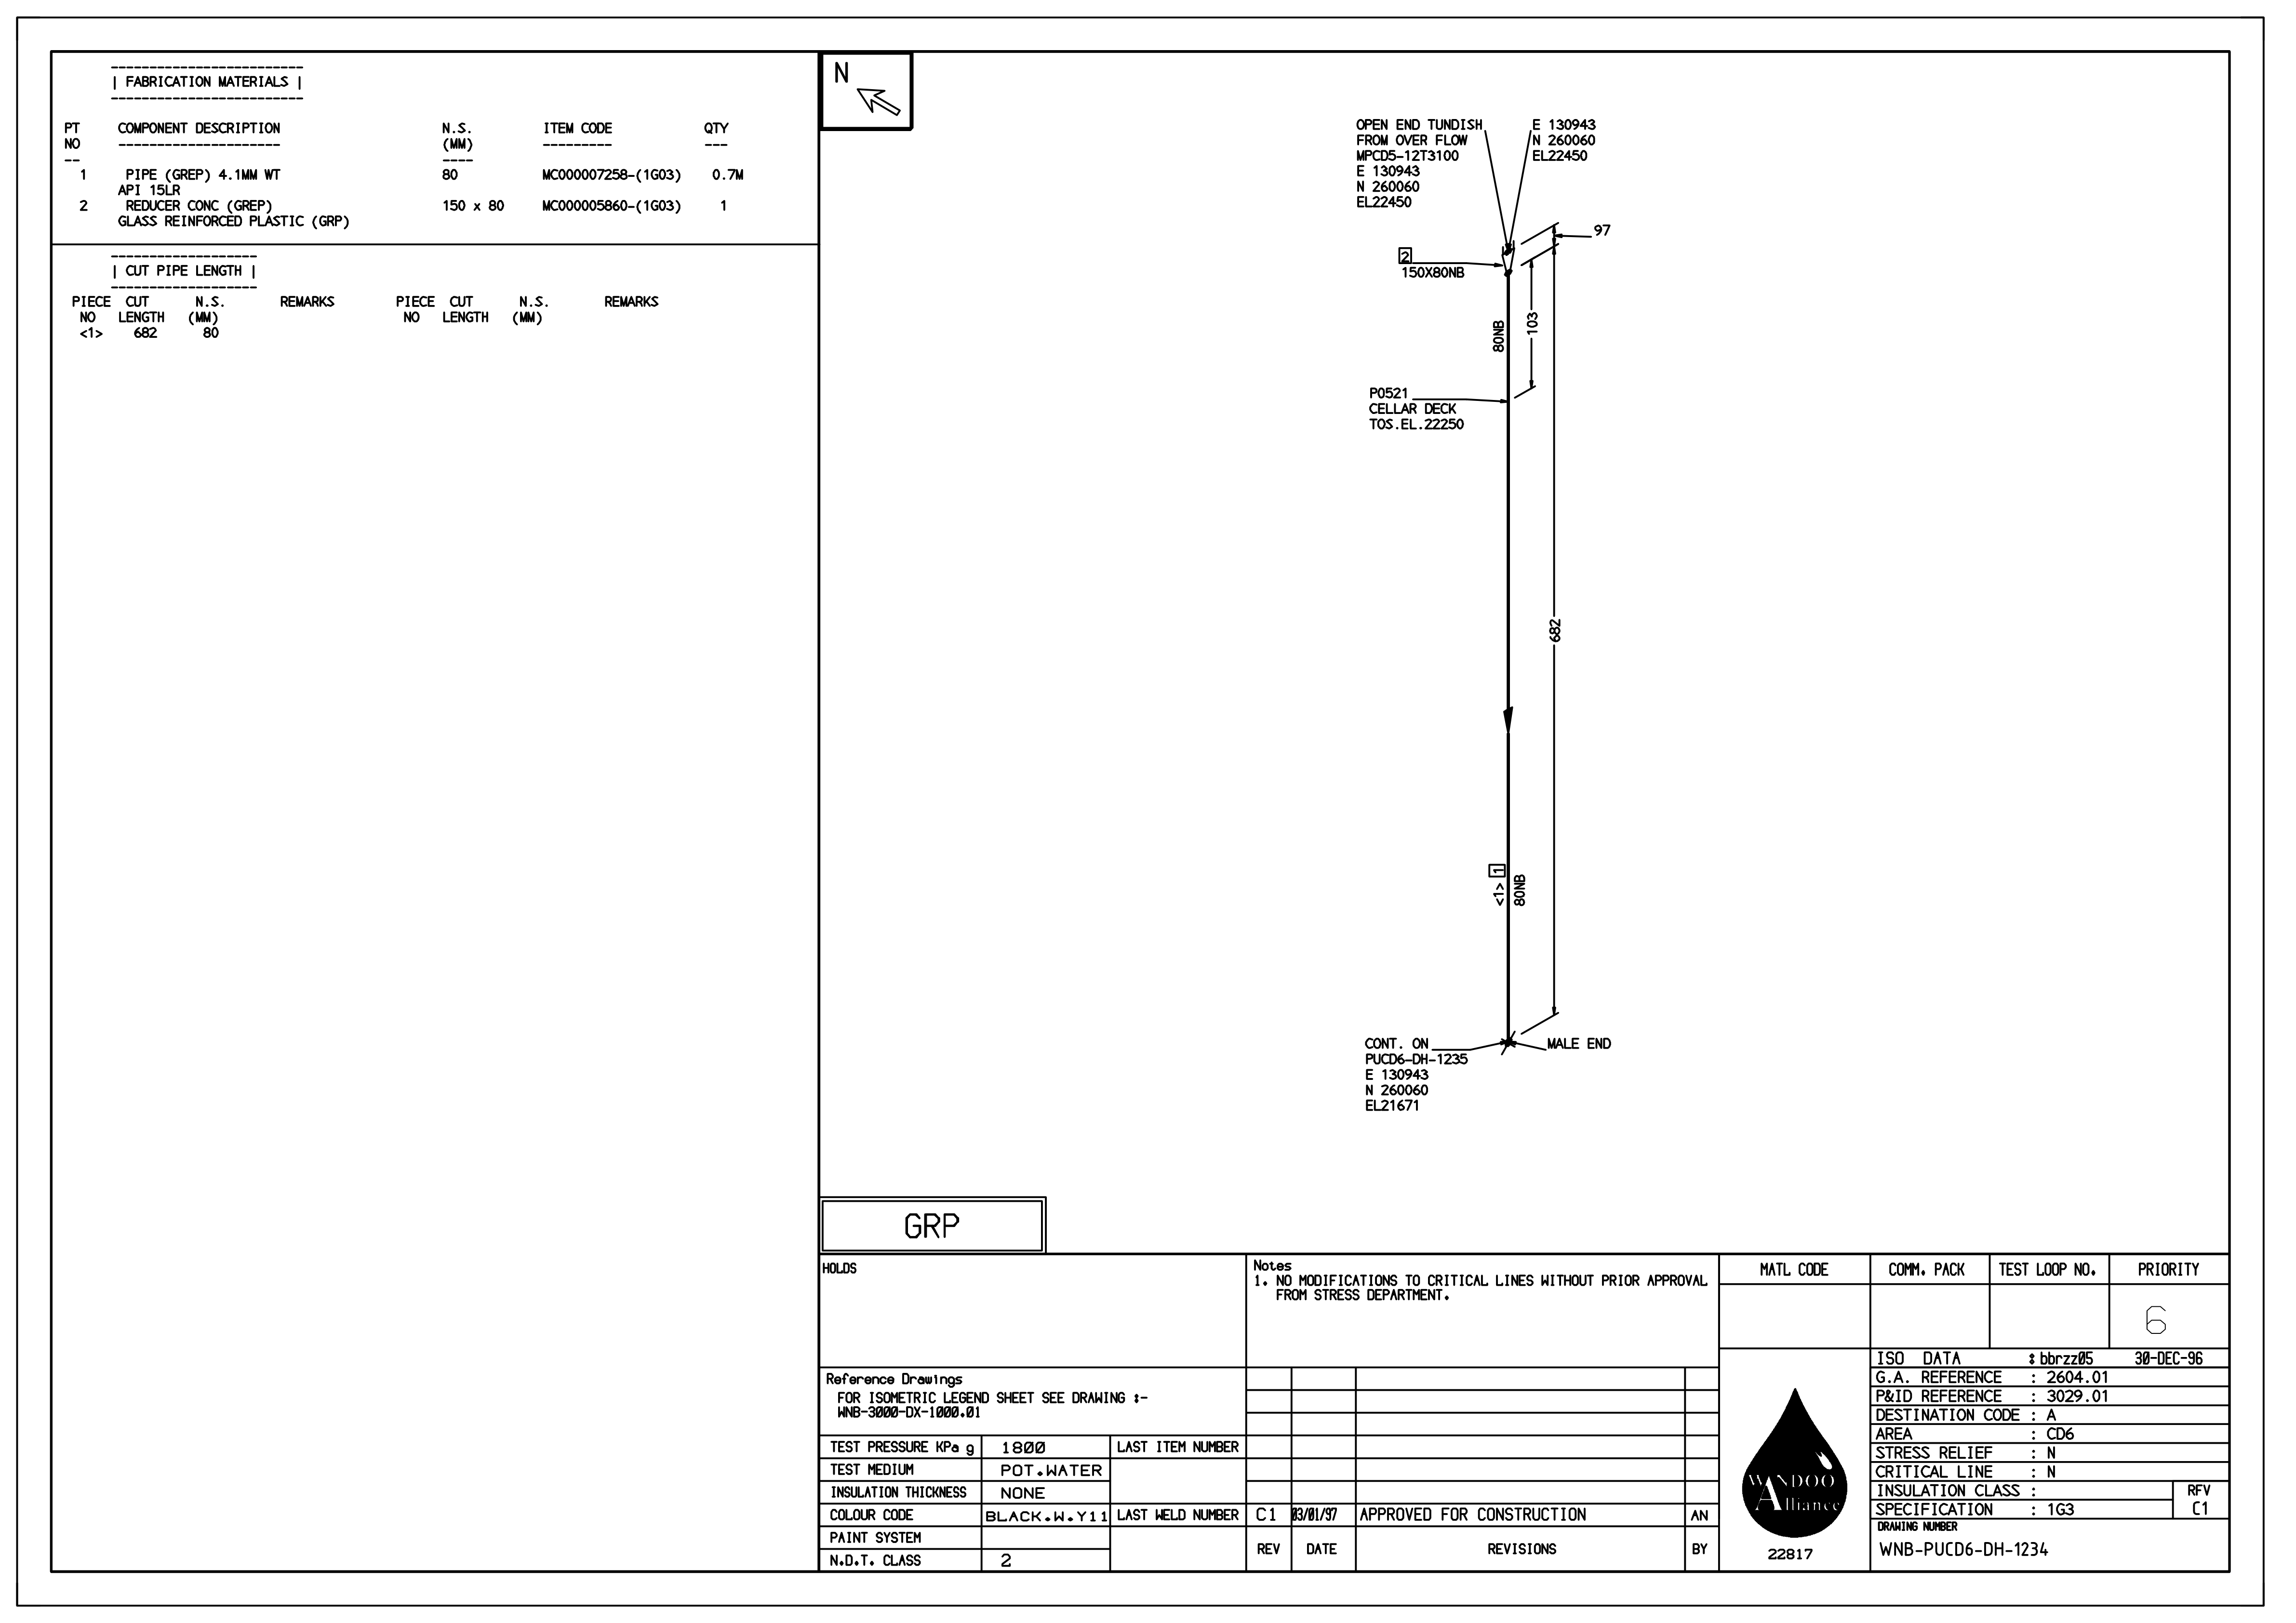 --------------------------
| FABRICATION MATERIALS |
--------------------------
PT COMPONENT DESCRIPTION N.S. ITEM CODE QTY
NO --------------------- (MM) --------- ---
-- ----
1 PIPE (GREP) 4.1MM WT 80 MC000007258-(1G03) 0.7M
API 15LR
2 REDUCER CONC (GREP) 150 x 80 MC000005860-(1G03) 1
GLASS REINFORCED PLASTIC (GRP)
--------------------
| CUT PIPE LENGTH |
--------------------
PIECE CUT N.S. REMARKS PIECE CUT N.S. REMARKS
NO LENGTH (MM) NO LENGTH (MM)
<1> 682 80
N
OPEN END TUNDISH
FROM OVER FLOW
MPCD5-12T3100
E 130943
N 260060
EL22450
E 130943
N 260060
EL22450
97
2
150X80NB
80NB
103
P0521
CELLAR DECK
TOS.EL.22250
682
<1> 1
80NB
CONT. ON
PUCD6-DH-1235
E 130943
N 260060
EL21671
MALE END
GRP
HOLDS
Notes
1. NO MODIFICATIONS TO CRITICAL LINES WITHOUT PRIOR APPROVAL
FROM STRESS DEPARTMENT.
Reference Drawings
FOR ISOMETRIC LEGEND SHEET SEE DRAWING :-
WNB-3000-DX-1000.01
TEST PRESSURE KPa g 1800 LAST ITEM NUMBER
TEST MEDIUM POT.WATER
INSULATION THICKNESS NONE
COLOUR CODE BLACK.W.Y11 LAST WELD NUMBER
PAINT SYSTEM
N.D.T. CLASS 2
C1 03/01/97 APPROVED FOR CONSTRUCTION AN
REV DATE REVISIONS BY
MATL CODE COMM. PACK TEST LOOP NO. PRIORITY
6
WANDOO
Alliance
22817
ISO DATA : bbrzz05 30-DEC-96
G.A. REFERENCE : 2604.01
P&ID REFERENCE : 3029.01
DESTINATION CODE : A
AREA : CD6
STRESS RELIEF : N
CRITICAL LINE : N
INSULATION CLASS : RFV
SPECIFICATION : 1G3 C1
DRAWING NUMBER
WNB-PUCD6-DH-1234